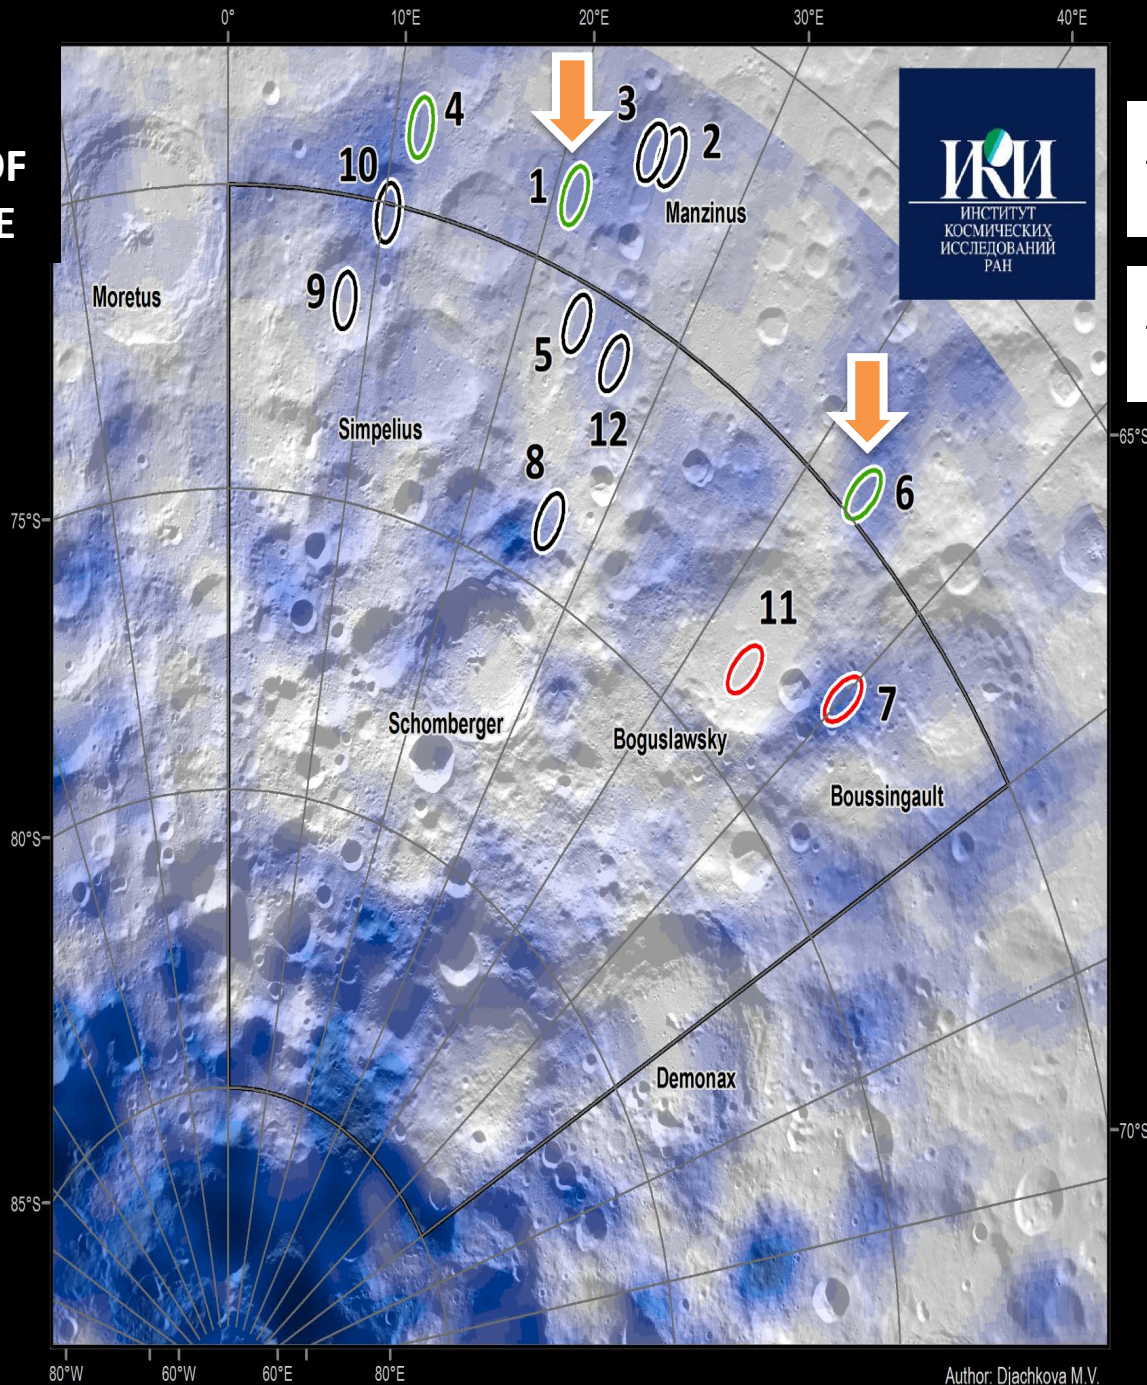 0°
10°E
20°E
30°E
40°E
OF
E
4
3
2
10
1
Manzinus
ИКИ
ИНСТИТУТ
КОСМИЧЕСКИХ
ИССЛЕДОВАНИЙ
РАН
Moretus
9
5
12
Simpelius
65°S
8
6
75°S
11
7
Schomberger
Boguslawsky
Boussingault
80°S
Demonax
70°S
85°S
80°W
60°W
60°E
80°E
Author: Djachkova M.V.